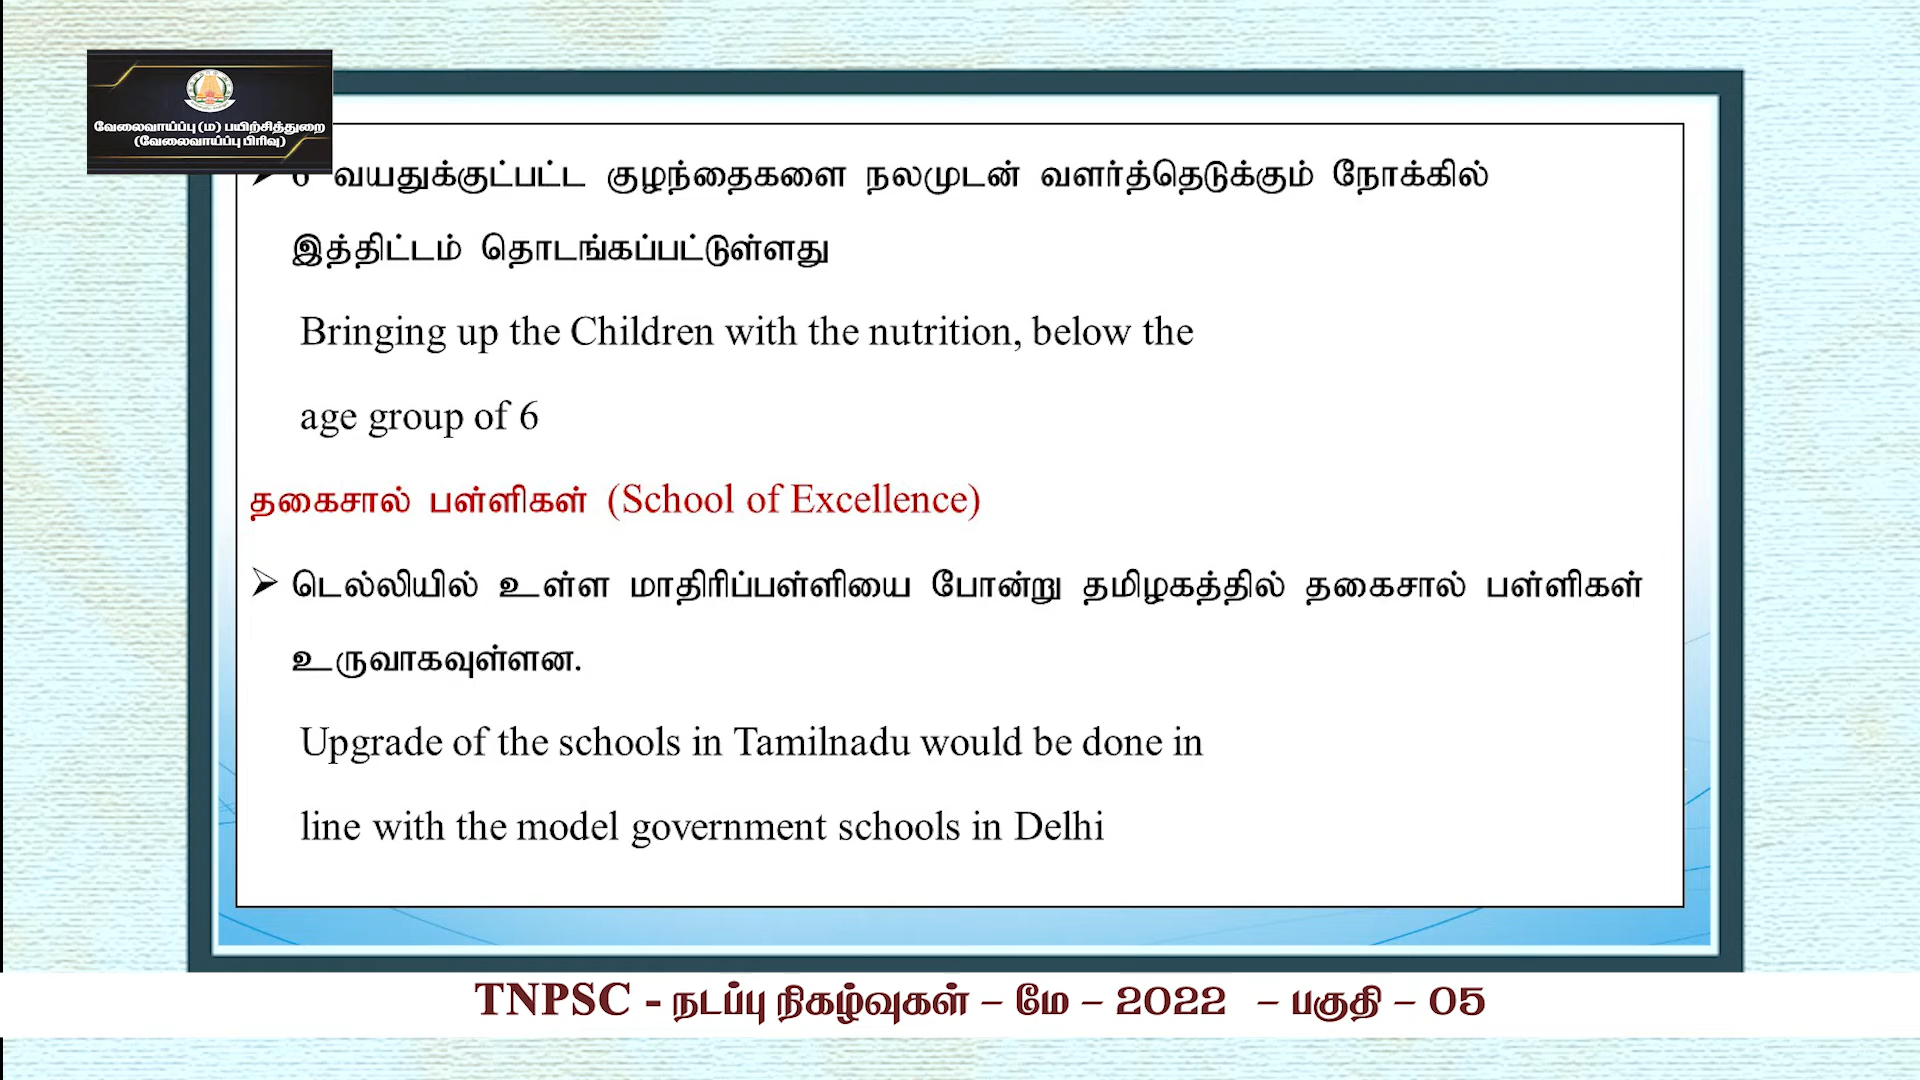 வேலைவாய்ப்பு (ம) பயிற்சித்துறை
(வேலைவாய்ப்பு பிரிவு)
➤ 6 வயதுக்குட்பட்ட குழந்தைகளை நலமுடன் வளர்த்தெடுக்கும் நோக்கில்
இத்திட்டம் தொடங்கப்பட்டுள்ளது
Bringing up the Children with the nutrition, below the
age group of 6
தகைசால் பள்ளிகள் (School of Excellence)
➤ டெல்லியில் உள்ள மாதிரிப்பள்ளியை போன்று தமிழகத்தில் தகைசால் பள்ளிகள்
உருவாகவுள்ளன.
Upgrade of the schools in Tamilnadu would be done in
line with the model government schools in Delhi
TNPSC - நடப்பு நிகழ்வுகள் – மே – 2022 – பகுதி – 05